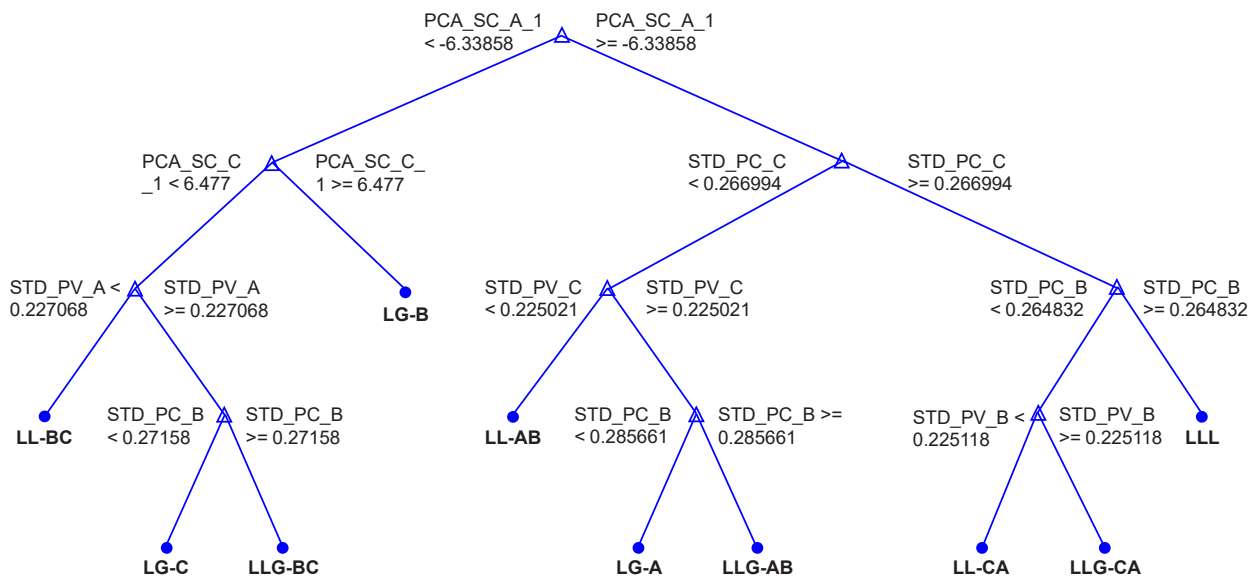 PCA_SC_A_1
< -6.33858
PCA_SC_A_1
>= -6.33858
PCA_SC_C
_1 < 6.477
PCA_SC_C_
1 >= 6.477
STD_PC_C
< 0.266994
STD_PC_C
>= 0.266994
STD_PV_A <
0.227068
STD_PV_A
>= 0.227068
LG-B
STD_PV_C
< 0.225021
STD_PV_C
>= 0.225021
STD_PC_B
< 0.264832
STD_PC_B
>= 0.264832
LL-BC
STD_PC_B
< 0.27158
STD_PC_B
>= 0.27158
LL-AB
STD_PC_B
< 0.285661
STD_PC_B >=
0.285661
STD_PV_B <
0.225118
STD_PV_B
>= 0.225118
LLL
LG-C
LLG-BC
LG-A
LLG-AB
LL-CA
LLG-CA